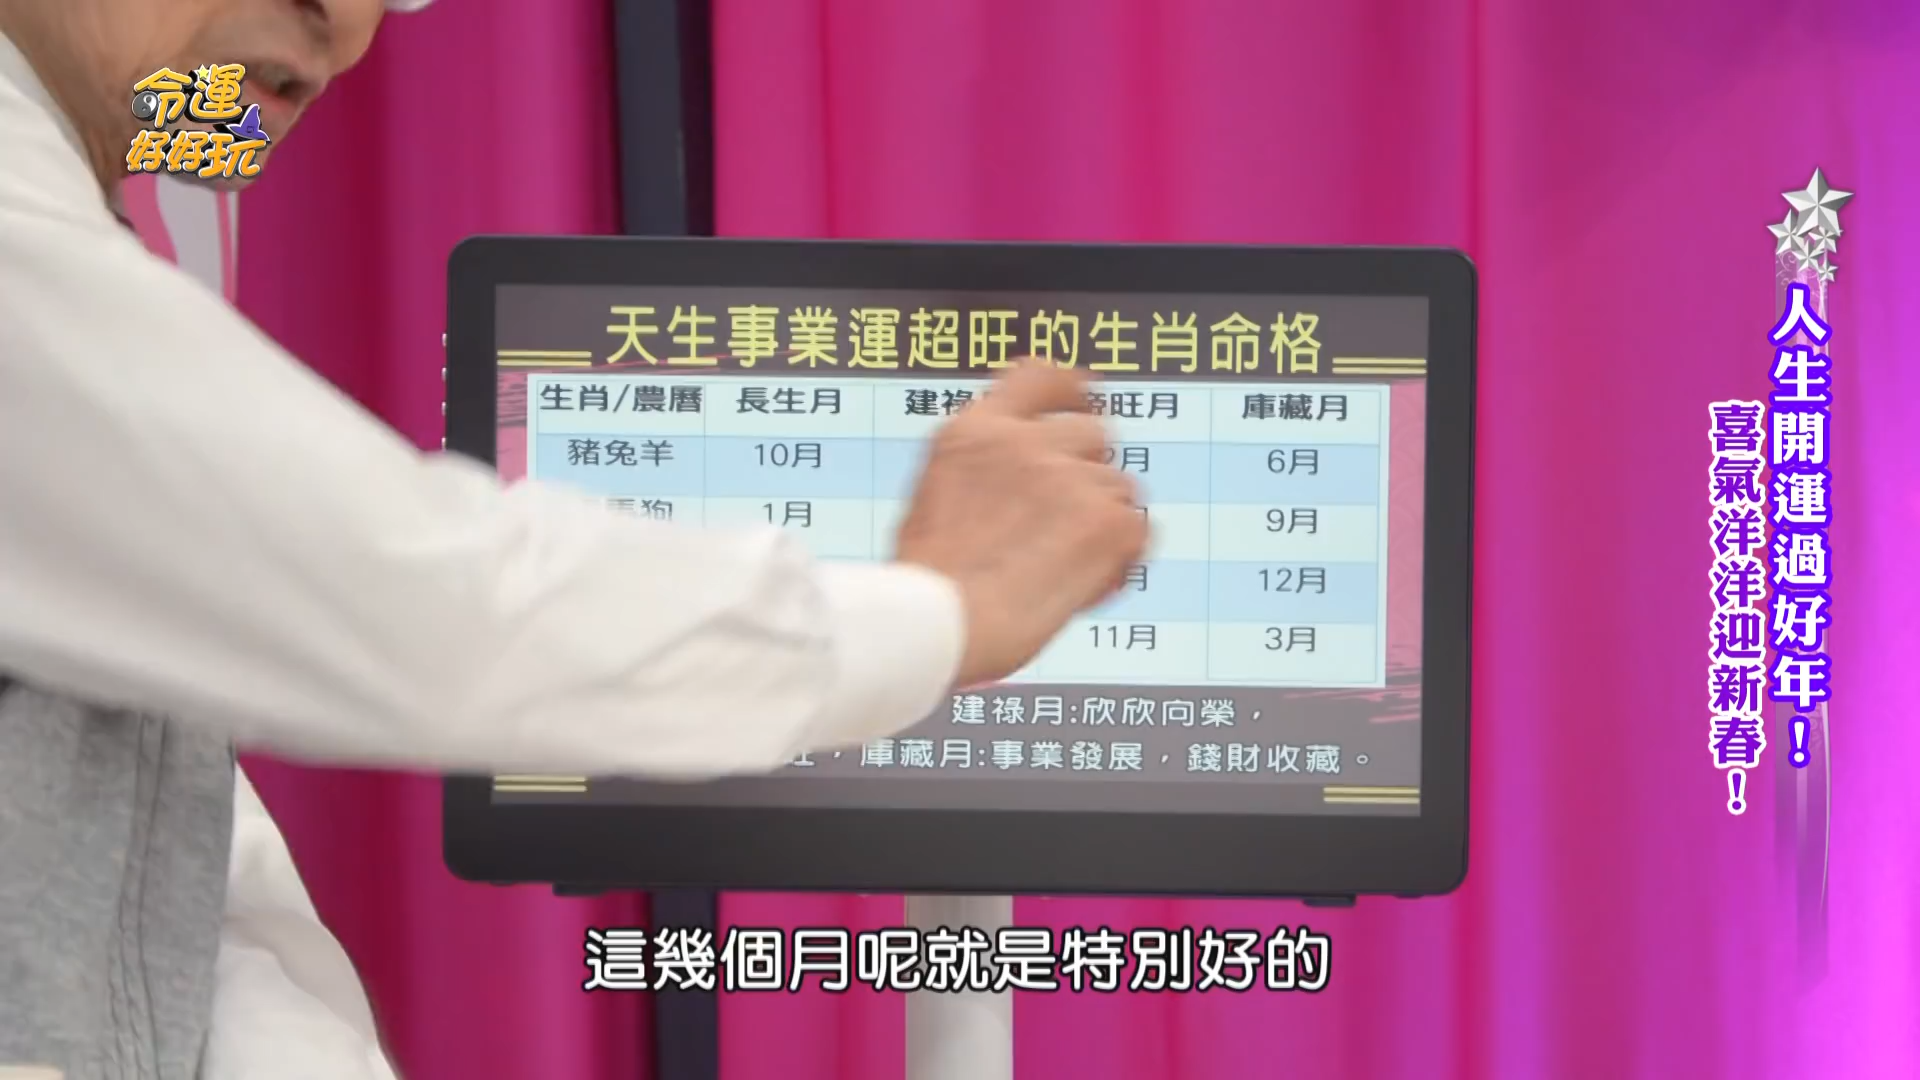 命運
好好玩
人生開運過好年！
喜氣洋洋迎新春！
天生事業運超旺的生肖命格
生肖/農曆 長生月 建祿 帝旺月 庫藏月
豬兔羊 10月 2月 6月
馬狗 1月 9月
月 12月
11月 3月
建祿月:欣欣向榮，
旺，庫藏月:事業發展，錢財收藏。
這幾個月呢就是特別好的